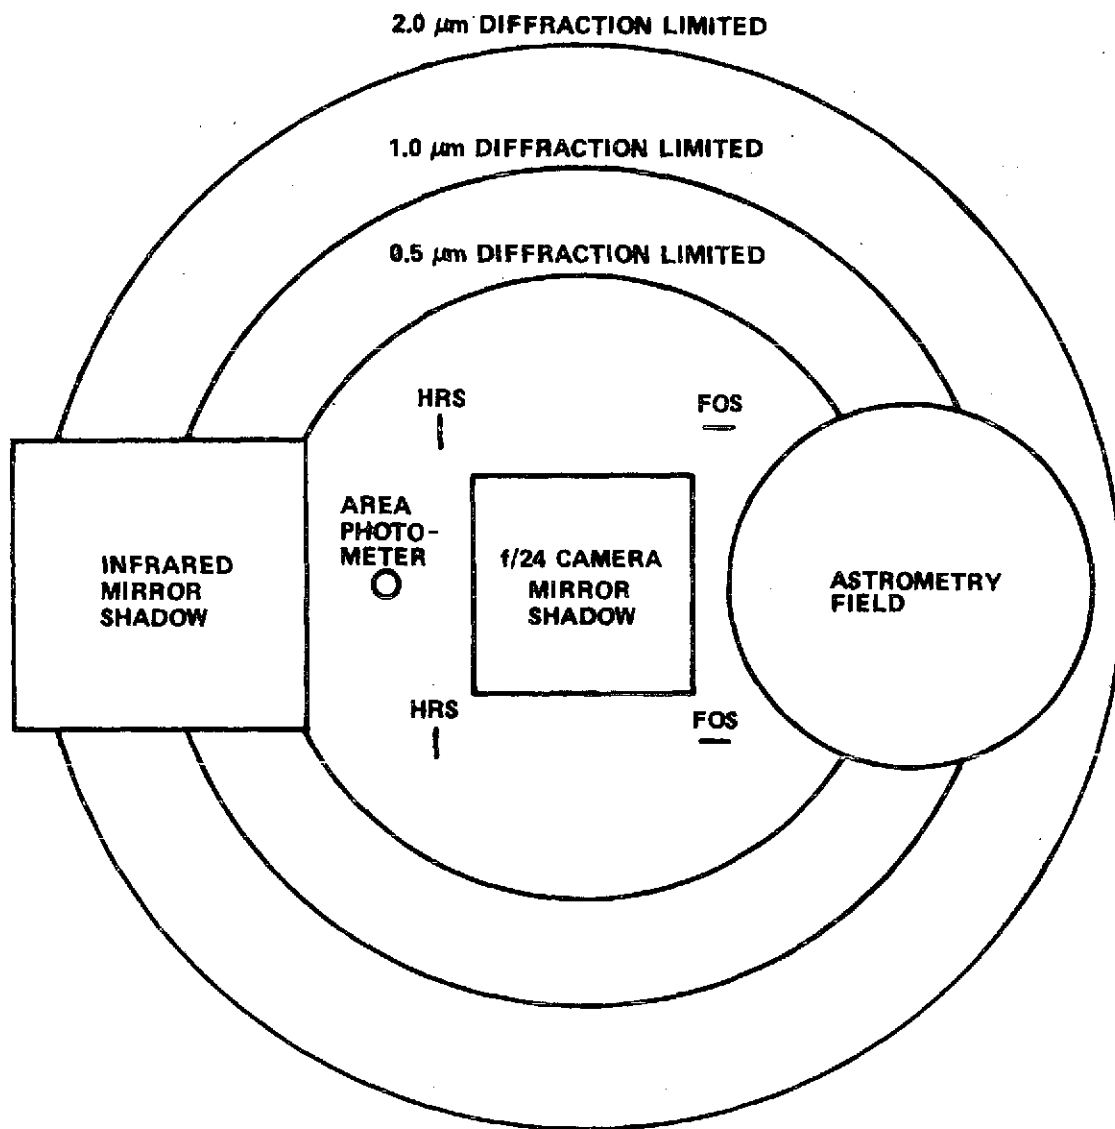 2.0 μm DIFFRACTION LIMITED
1.0 μm DIFFRACTION LIMITED
0.5 μm DIFFRACTION LIMITED
HRS
FOS
AREA
PHOTO-
METER
INFRARED
MIRROR
SHADOW
f/24 CAMERA
MIRROR
SHADOW
ASTROMETRY
FIELD
HRS
FOS